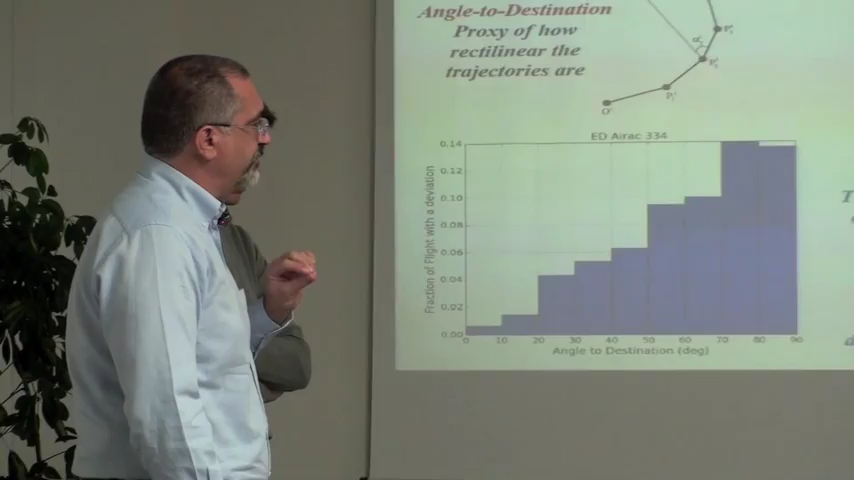 Angle-to-Destination
Proxy of how
rectilinear the
trajectories are
α
O'
ED Airac 334
Fraction of Flight with a deviation
0.14
0.12
0.10
0.08
0.06
0.04
0.02
0.00
0 10 20 30 40 50 60 70 80 90
Angle to Destination (deg)